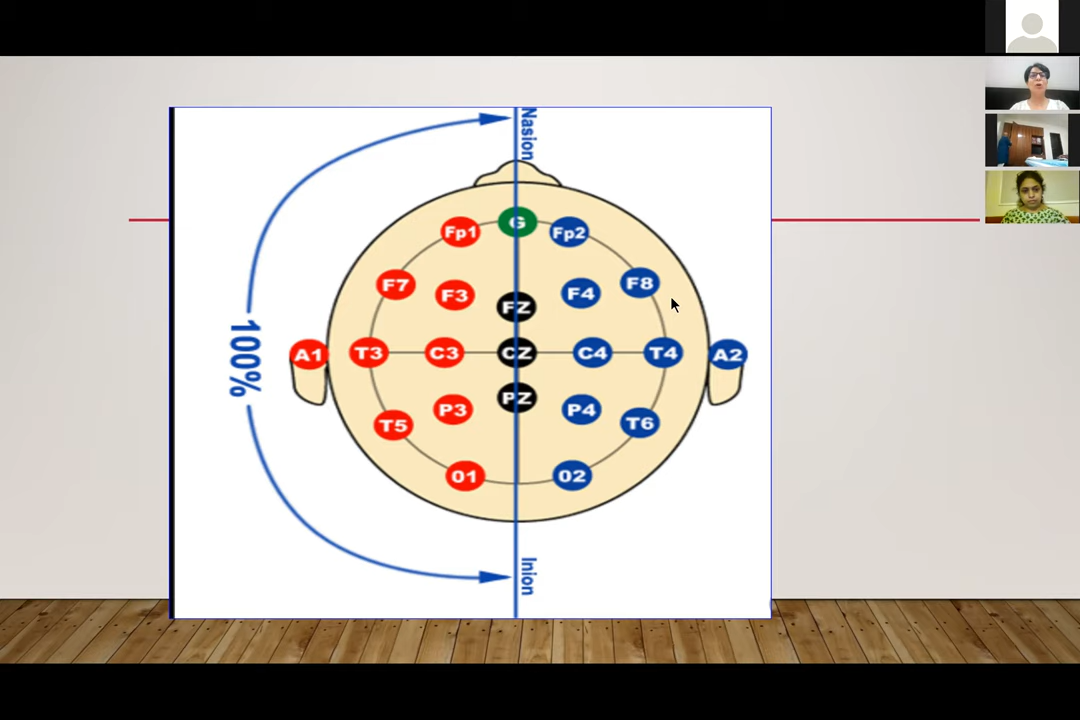 Nasion
Fp1 G Fp2
F7 F3 FZ F4 F8
A1 T3 C3 CZ C4 T4 A2
100%
T5 P3 PZ P4 T6
01 02
Inion